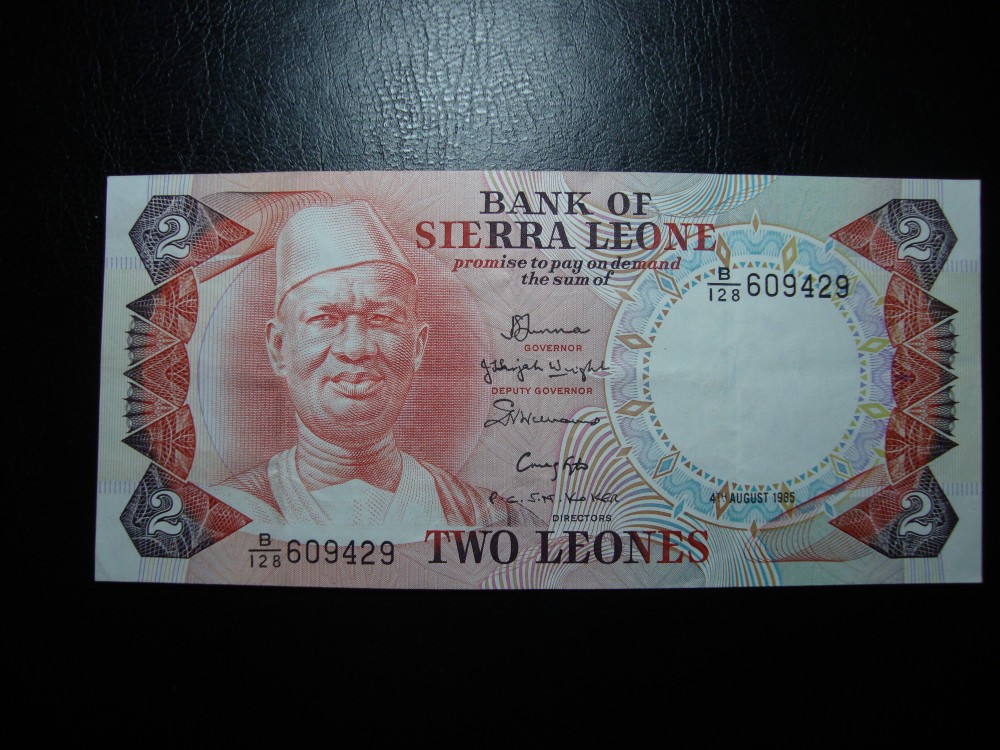 2
2
BANK OF
SIERRA LEONE
promise to pay on demand
the sum of
B/128 609429
GOVERNOR
DEPUTY GOVERNOR
P.C. S.M. KOKER
DIRECTORS
4TH AUGUST 1985
2
2
B/128 609429
TWO LEONES